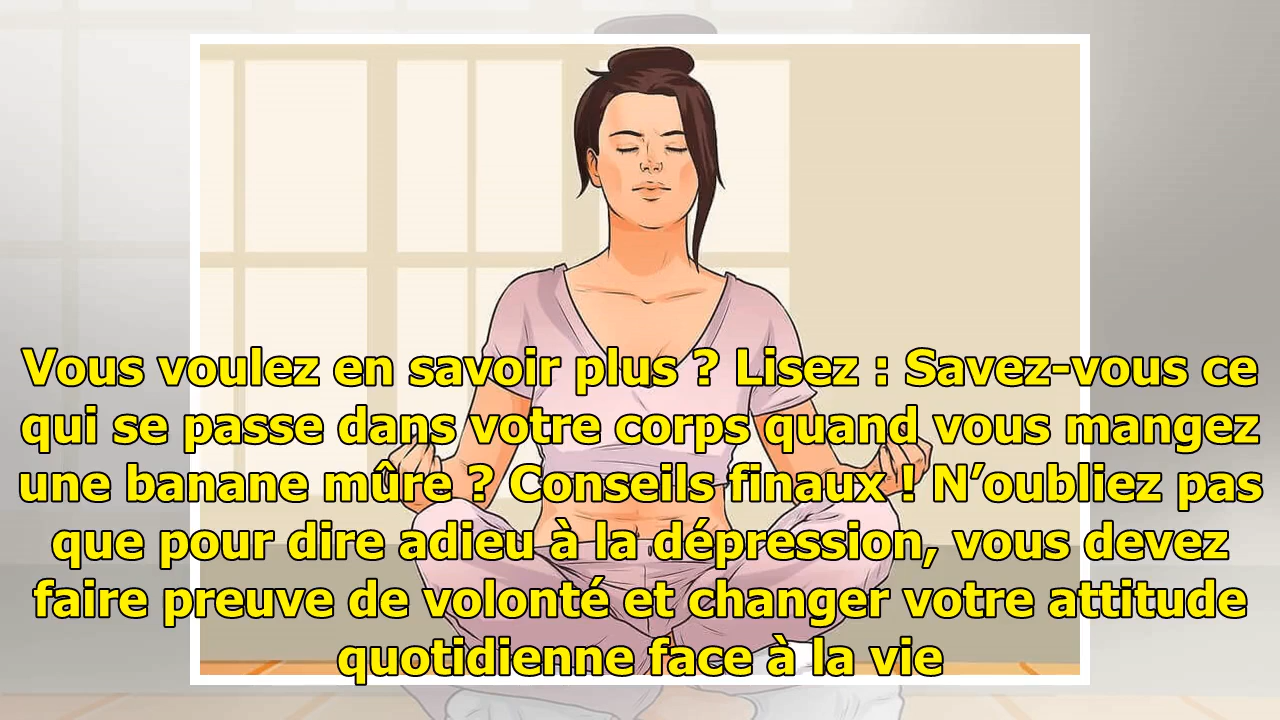 Vous voulez en savoir plus ? Lisez : Savez-vous ce
qui se passe dans votre corps quand vous mangez
une banane mûre ? Conseils finaux ! N’oubliez pas
que pour dire adieu à la dépression, vous devez
faire preuve de volonté et changer votre attitude
quotidienne face à la vie